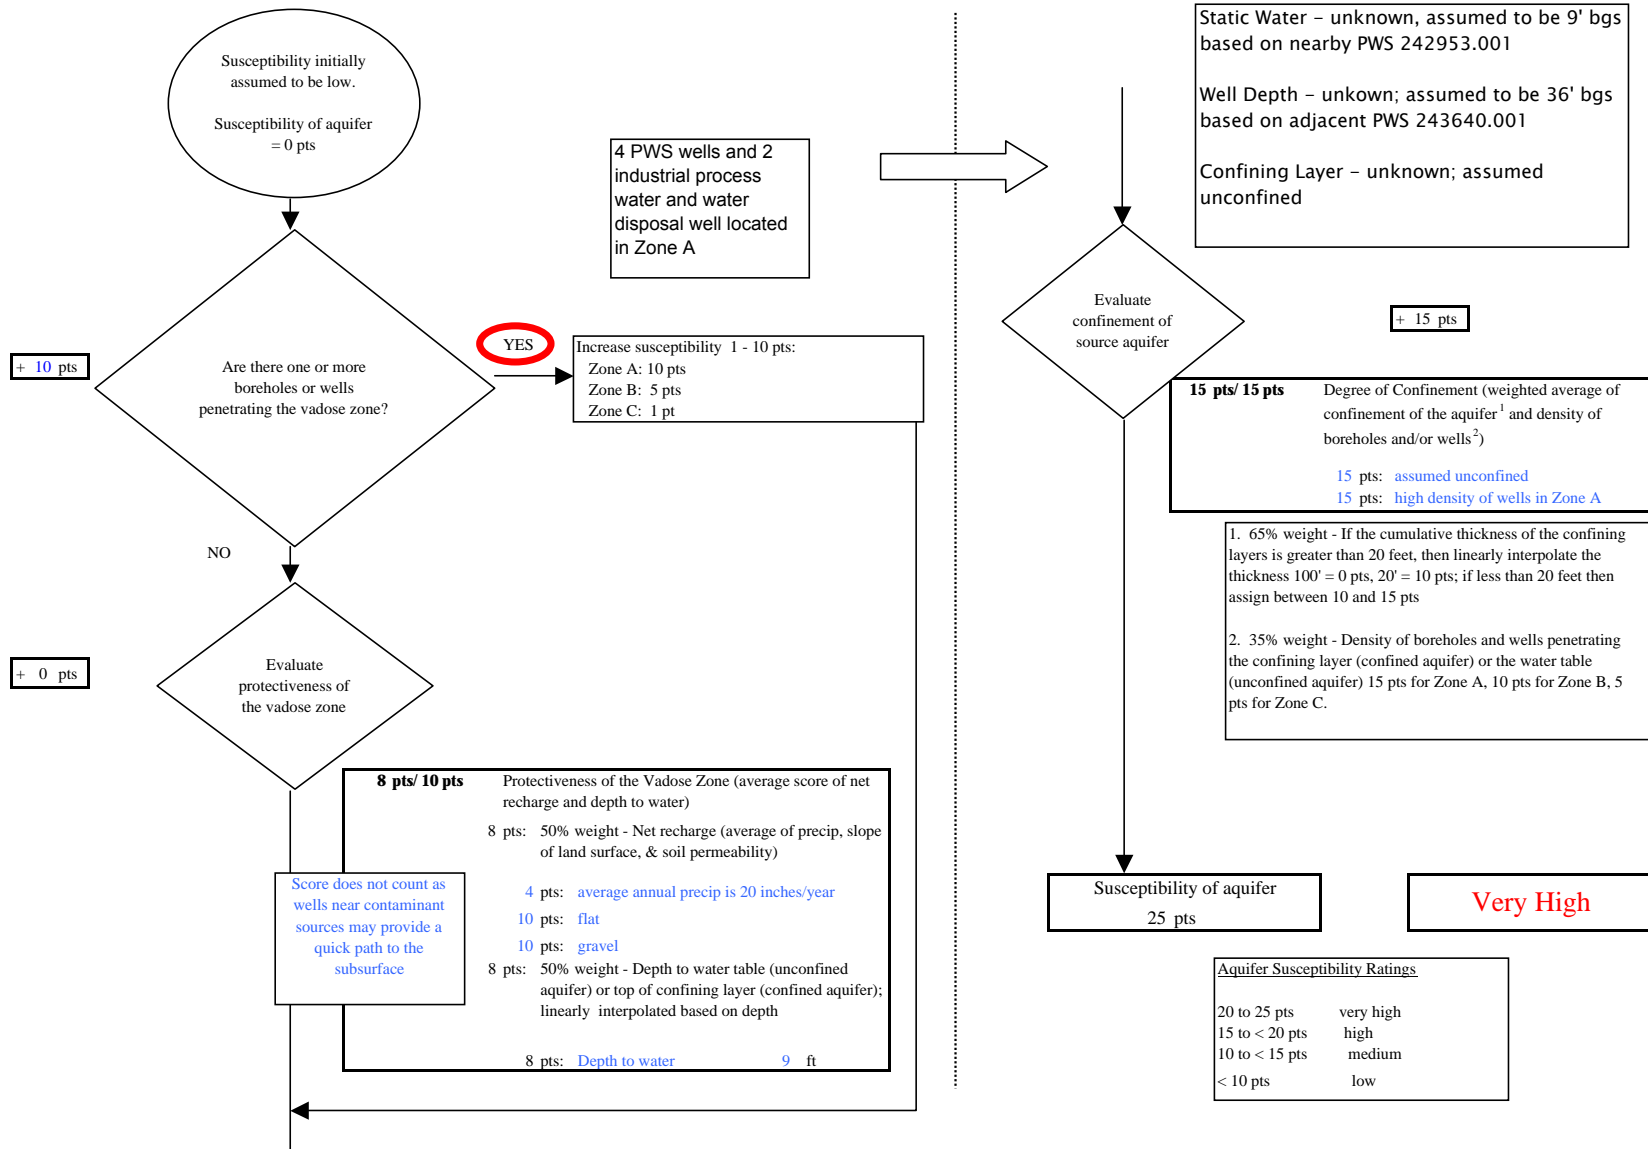 Susceptibility initially
assumed to be low.
Susceptibility of aquifer
= 0 pts
4 PWS wells and 2
industrial process
water and water
disposal well located
in Zone A
+ 10 pts
Are there one or more
boreholes or wells
penetrating the vadose zone?
YES
Increase susceptibility 1 - 10 pts:
Zone A: 10 pts
Zone B: 5 pts
Zone C: 1 pt
NO
+ 0 pts
Evaluate
protectiveness of
the vadose zone
8 pts/ 10 pts Protectiveness of the Vadose Zone (average score of net
recharge and depth to water)
8 pts: 50% weight - Net recharge (average of precip, slope
of land surface, & soil permeability)
4 pts: average annual precip is 20 inches/year
10 pts: flat
10 pts: gravel
8 pts: 50% weight - Depth to water table (unconfined
aquifer) or top of confining layer (confined aquifer);
linearly interpolated based on depth
8 pts: Depth to water 9 ft
Score does not count as
wells near contaminant
sources may provide a
quick path to the
subsurface
Static Water – unknown, assumed to be 9' bgs
based on nearby PWS 242953.001
Well Depth – unkown; assumed to be 36' bgs
based on adjacent PWS 243640.001
Confining Layer – unknown; assumed
unconfined
Evaluate
confinement of
source aquifer
+ 15 pts
15 pts/ 15 pts Degree of Confinement (weighted average of
confinement of the aquifer1 and density of
boreholes and/or wells2)
15 pts: assumed unconfined
15 pts: high density of wells in Zone A
1. 65% weight - If the cumulative thickness of the confining
layers is greater than 20 feet, then linearly interpolate the
thickness 100' = 0 pts, 20' = 10 pts; if less than 20 feet then
assign between 10 and 15 pts
2. 35% weight - Density of boreholes and wells penetrating
the confining layer (confined aquifer) or the water table
(unconfined aquifer) 15 pts for Zone A, 10 pts for Zone B, 5
pts for Zone C.
Susceptibility of aquifer
25 pts
Very High
Aquifer Susceptibility Ratings
20 to 25 pts very high
15 to < 20 pts high
10 to < 15 pts medium
< 10 pts low